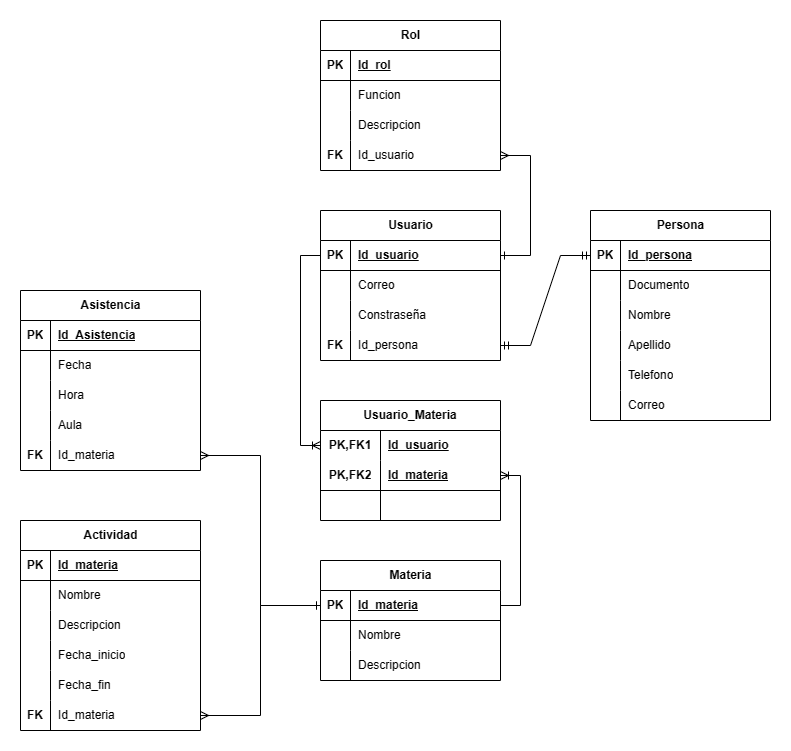 Rol
PK Id_rol
Funcion
Descripcion
FK Id_usuario
Usuario
PK Id_usuario
Correo
Constraseña
FK Id_persona
Persona
PK Id_persona
Documento
Nombre
Apellido
Telefono
Correo
Asistencia
PK Id_Asistencia
Fecha
Hora
Aula
FK Id_materia
Usuario_Materia
PK,FK1 Id_usuario
PK,FK2 Id_materia
Actividad
PK Id_materia
Nombre
Descripcion
Fecha_inicio
Fecha_fin
FK Id_materia
Materia
PK Id_materia
Nombre
Descripcion